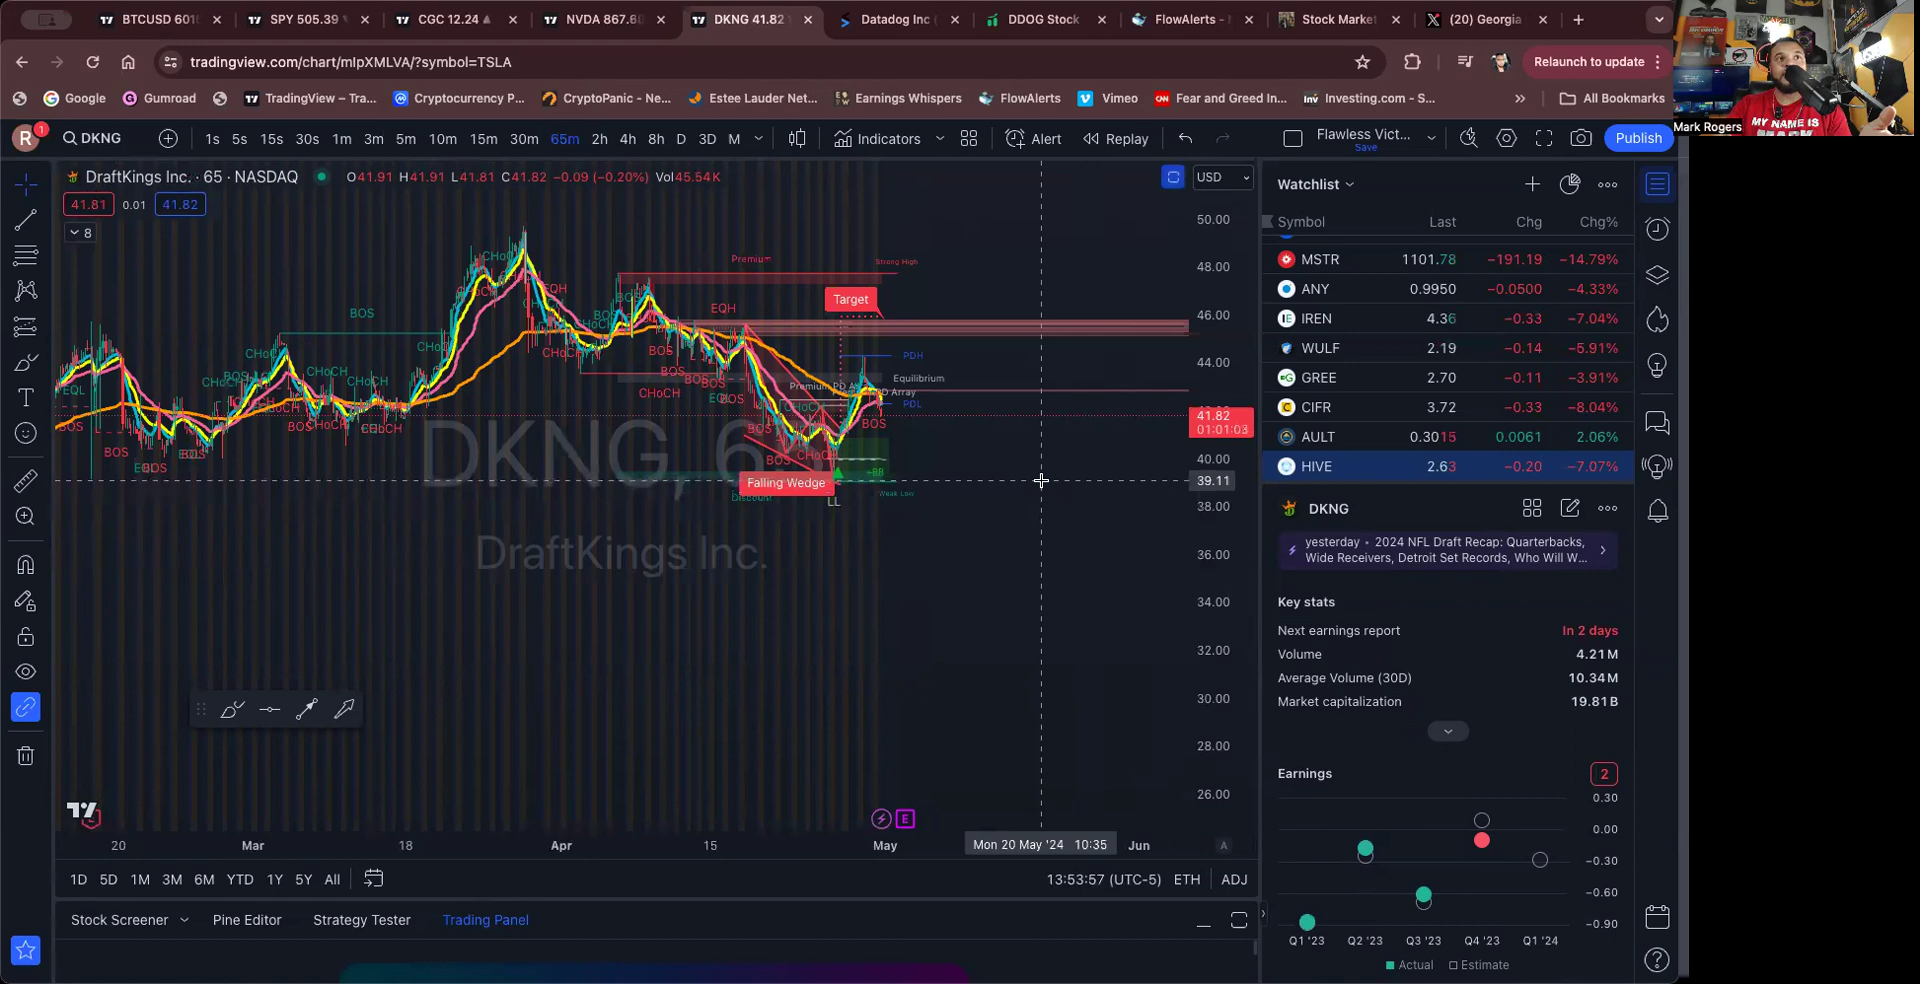 BTCUSD 601
SPY 505.39
CGC 12.24
NVDA 867.60
DKNG 41.82
Datadog Inc (
DDOG Stock
FlowAlerts -
Stock Market
(20) Georgia
tradingview.com/chart/mlpXMLVA/?symbol=TSLA
Relaunch to update
Google
Gumroad
TradingView – Tra...
Cryptocurrency P...
CryptoPanic - Ne...
Estee Lauder Net...
Earnings Whispers
FlowAlerts
Vimeo
Fear and Greed In...
Investing.com - S...
All Bookmarks
Mark Rogers
MY NAME IS
R 1
DKNG
1s 5s 15s 30s 1m 3m 5m 10m 15m 30m 65m 2h 4h 8h D 3D M
Indicators
Alert
Replay
Flawless Vict...
Save
Publish
DraftKings Inc. · 65 · NASDAQ
O41.91 H41.91 L41.81 C41.82 −0.09 (−0.20%) Vol45.54K
USD
41.81 0.01 41.82
8
DKNG, 65
DraftKings Inc.
Premium
Strong High
CHoCH
EQH
BOS
Target
PDH
Equilibrium
PDL
+BB
Weak Low
Falling Wedge
Discount
LL
EQL
50.00
48.00
46.00
44.00
41.82
01:01:03
40.00
39.11
38.00
36.00
34.00
32.00
30.00
28.00
26.00
20 Mar 18 Apr 15 May Mon 20 May '24 10:35 Jun
E
A
1D 5D 1M 3M 6M YTD 1Y 5Y All
13:53:57 (UTC-5) ETH ADJ
Stock Screener
Pine Editor
Strategy Tester
Trading Panel
Watchlist
Symbol Last Chg Chg%
MSTR 1101.78 −191.19 −14.79%
ANY 0.9950 −0.0500 −4.33%
IREN 4.36 −0.33 −7.04%
WULF 2.19 −0.14 −5.91%
GREE 2.70 −0.11 −3.91%
CIFR 3.72 −0.33 −8.04%
AULT 0.3015 0.0061 2.06%
HIVE 2.63 −0.20 −7.07%
DKNG
yesterday • 2024 NFL Draft Recap: Quarterbacks,
Wide Receivers, Detroit Set Records, Who Will W...
Key stats
Next earnings report In 2 days
Volume 4.21M
Average Volume (30D) 10.34M
Market capitalization 19.81B
Earnings 2
0.30
0.00
−0.30
−0.60
−0.90
Q1 '23 Q2 '23 Q3 '23 Q4 '23 Q1 '24
Actual Estimate